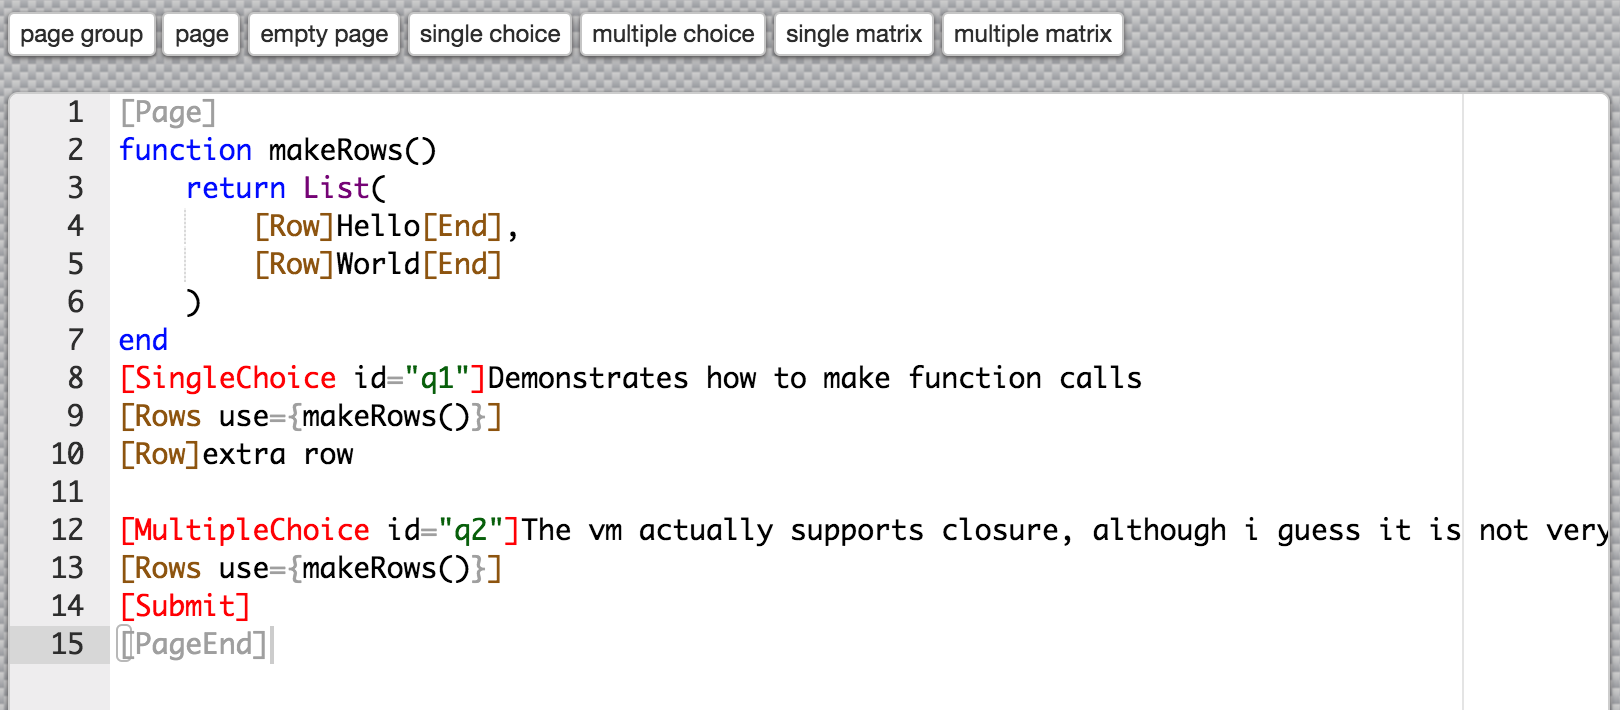 page group page empty page single choice multiple choice single matrix multiple matrix
1 [Page]
2 function makeRows()
3     return List(
4         [Row]Hello[End],
5         [Row]World[End]
6     )
7 end
8 [SingleChoice id="q1"]Demonstrates how to make function calls
9 [Rows use={makeRows()}]
10 [Row]extra row
11
12 [MultipleChoice id="q2"]The vm actually supports closure, although i guess it is not very
13 [Rows use={makeRows()}]
14 [Submit]
15 [PageEnd]